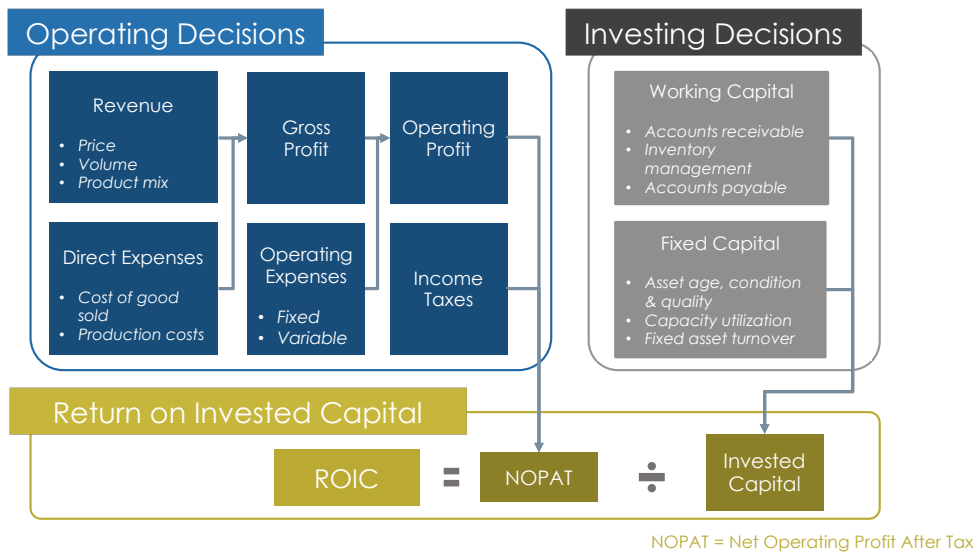 Operating Decisions
Revenue
• Price
• Volume
• Product mix
Gross
Profit
Operating
Profit
Direct Expenses
• Cost of good
sold
• Production costs
Operating
Expenses
• Fixed
• Variable
Income
Taxes
Investing Decisions
Working Capital
• Accounts receivable
• Inventory
management
• Accounts payable
Fixed Capital
• Asset age, condition
& quality
• Capacity utilization
• Fixed asset turnover
Return on Invested Capital
ROIC
=
NOPAT
÷
Invested
Capital
NOPAT = Net Operating Profit After Tax